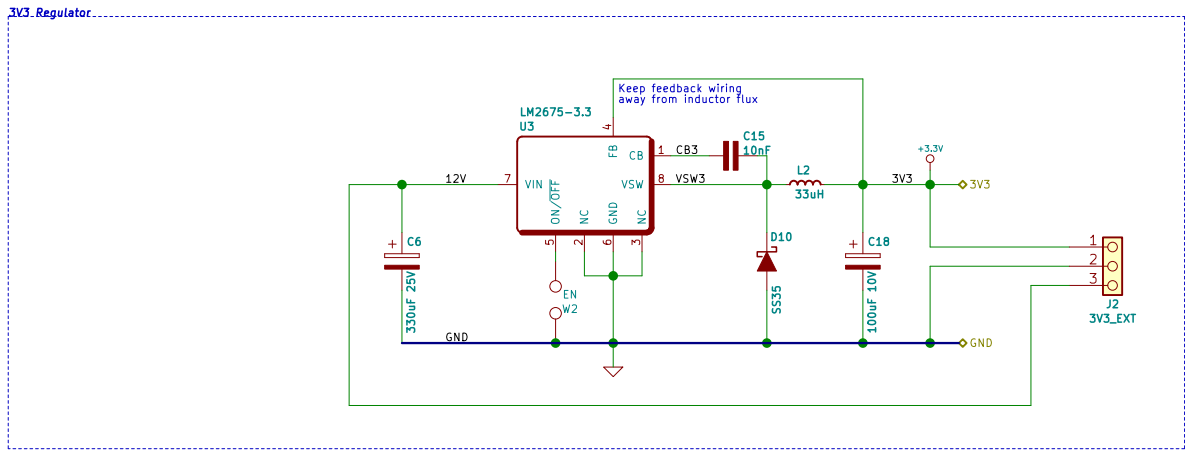 3V3 Regulator
Keep feedback wiring
away from inductor flux
LM2675-3.3
U3
4
FB
CB
1
CB3
C15
10nF
+3.3V
12V
7
VIN
VSW
8
VSW3
L2
33uH
3V3
3V3
ON/OFF
NC
GND
NC
5
2
6
3
+
C6
330uF 25V
D10
SS35
+
C18
100uF 10V
1
2
3
J2
3V3_EXT
EN
W2
GND
GND